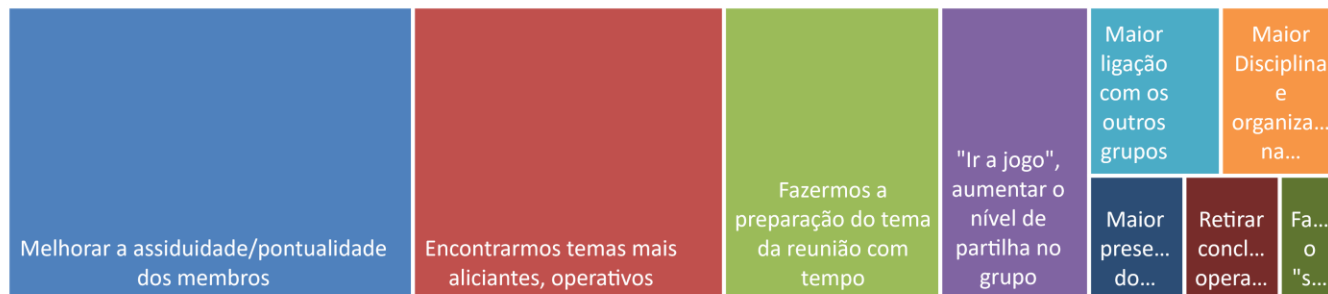 Melhorar a assiduidade/pontualidade
dos membros
Encontrarmos temas mais
aliciantes, operativos
Fazermos a
preparação do tema
da reunião com
tempo
"Ir a jogo",
aumentar o
nível de
partilha no
grupo
Maior
ligação
com os
outros
grupos
Maior
Disciplina
e
organiza...
na...
Maior
prese...
do...
Retirar
concl...
opera...
Fa...
o
"s...